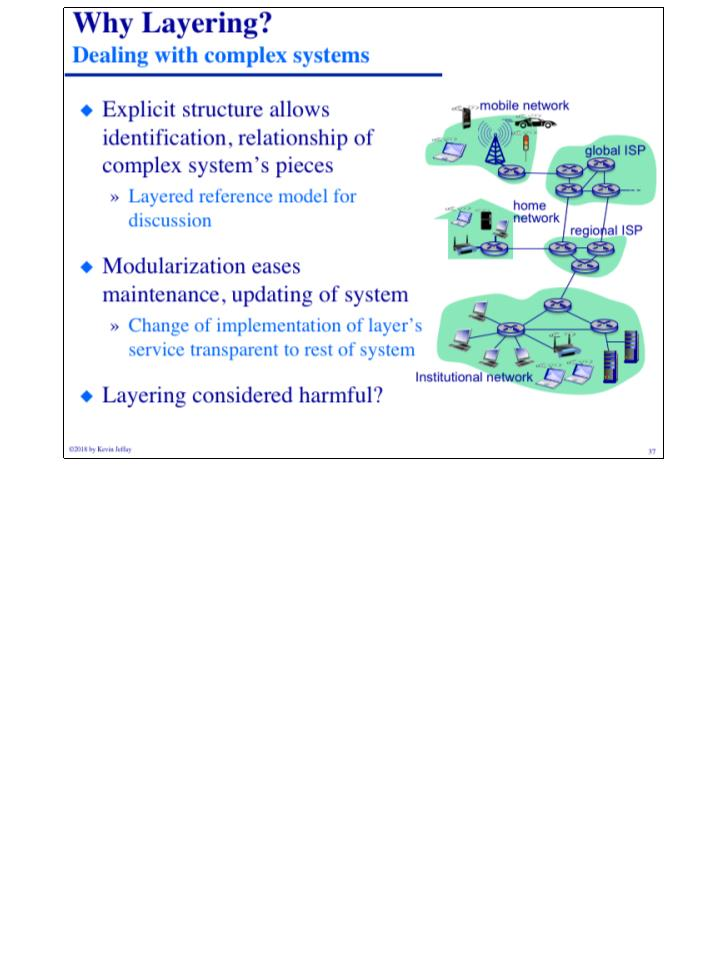 Why Layering?
Dealing with complex systems
◆ Explicit structure allows
identification, relationship of
complex system's pieces
» Layered reference model for
discussion
◆ Modularization eases
maintenance, updating of system
» Change of implementation of layer's
service transparent to rest of system
◆ Layering considered harmful?
mobile network
global ISP
home
network
regional ISP
Institutional network
©2018 by Kevin Jeffay
37